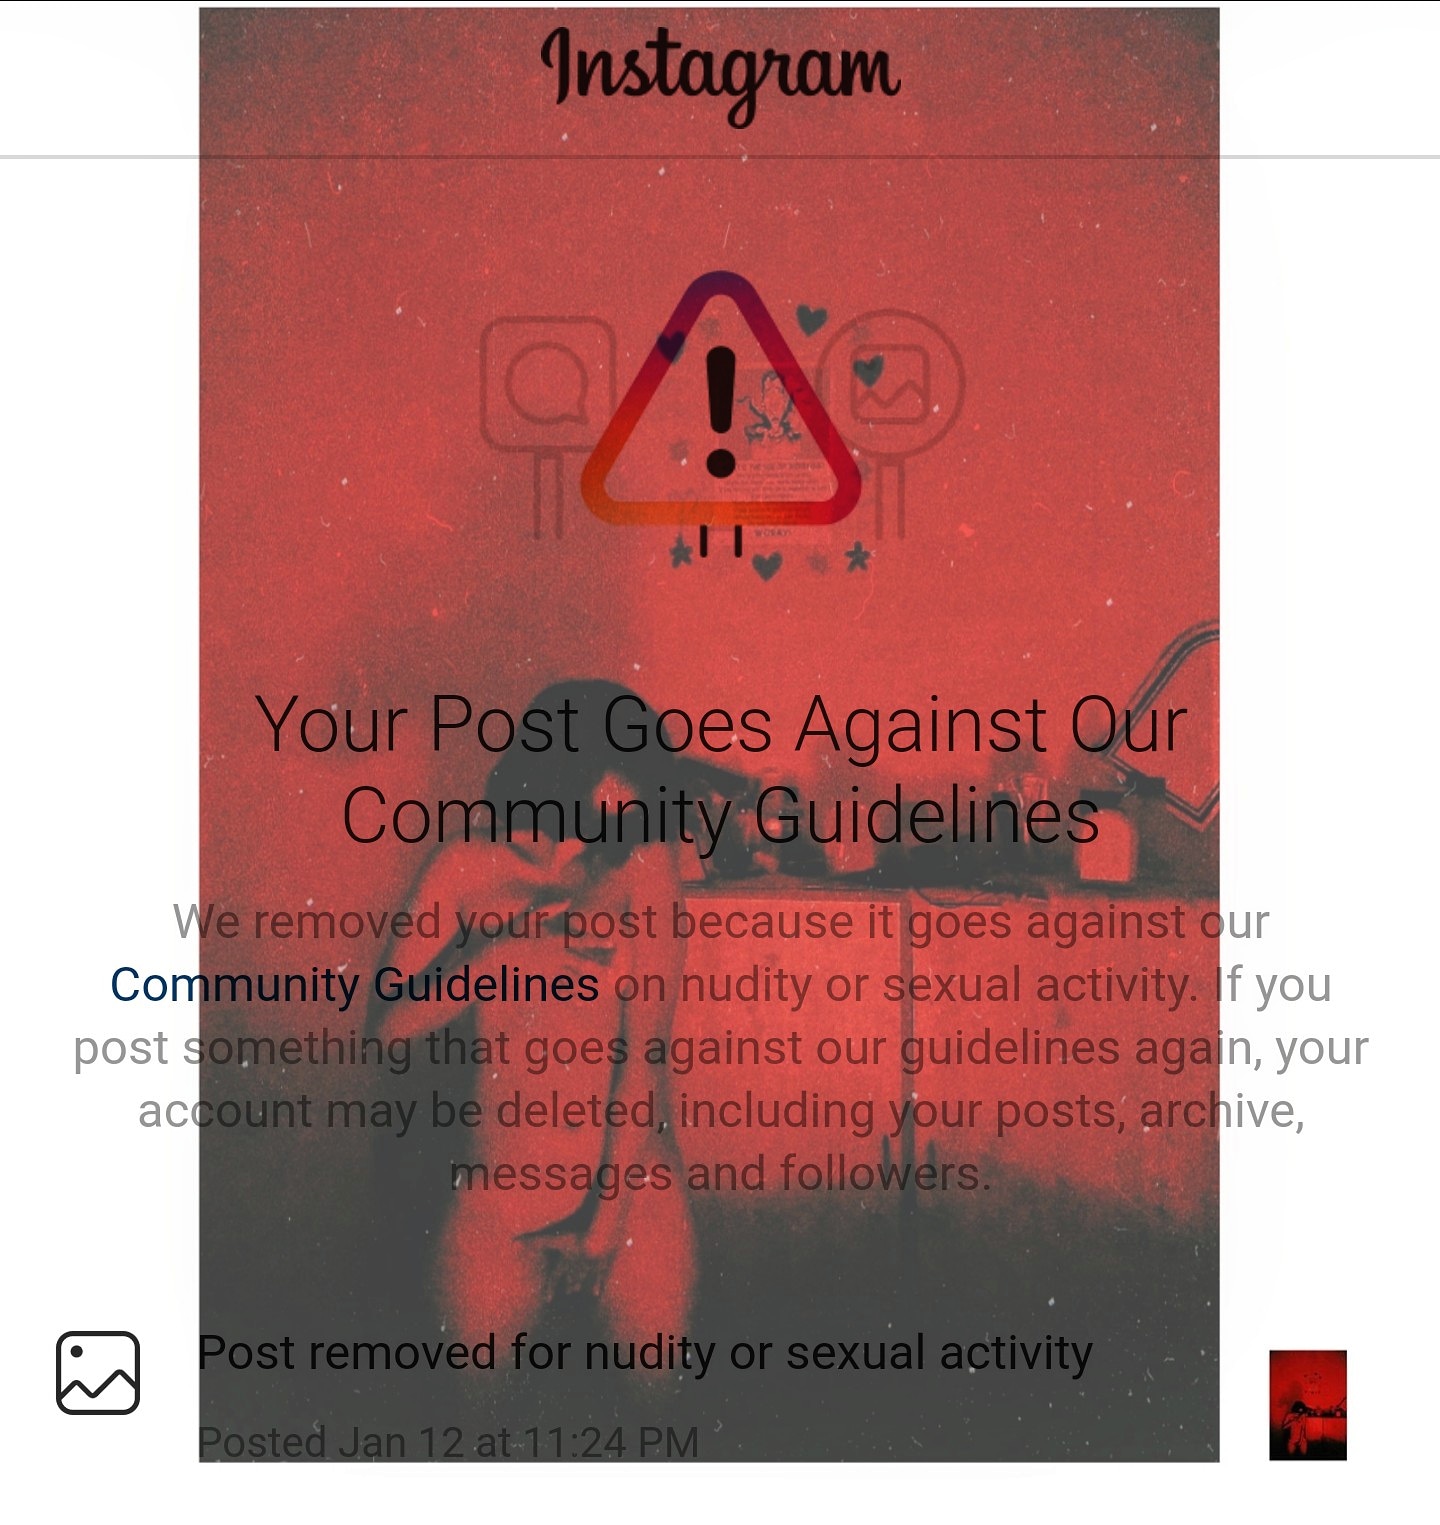 Instagram
Your Post Goes Against Our
Community Guidelines
We removed your post because it goes against our
Community Guidelines on nudity or sexual activity. If you
post something that goes against our guidelines again, your
account may be deleted, including your posts, archive,
messages and followers.
Post removed for nudity or sexual activity
Posted Jan 12 at 11:24 PM